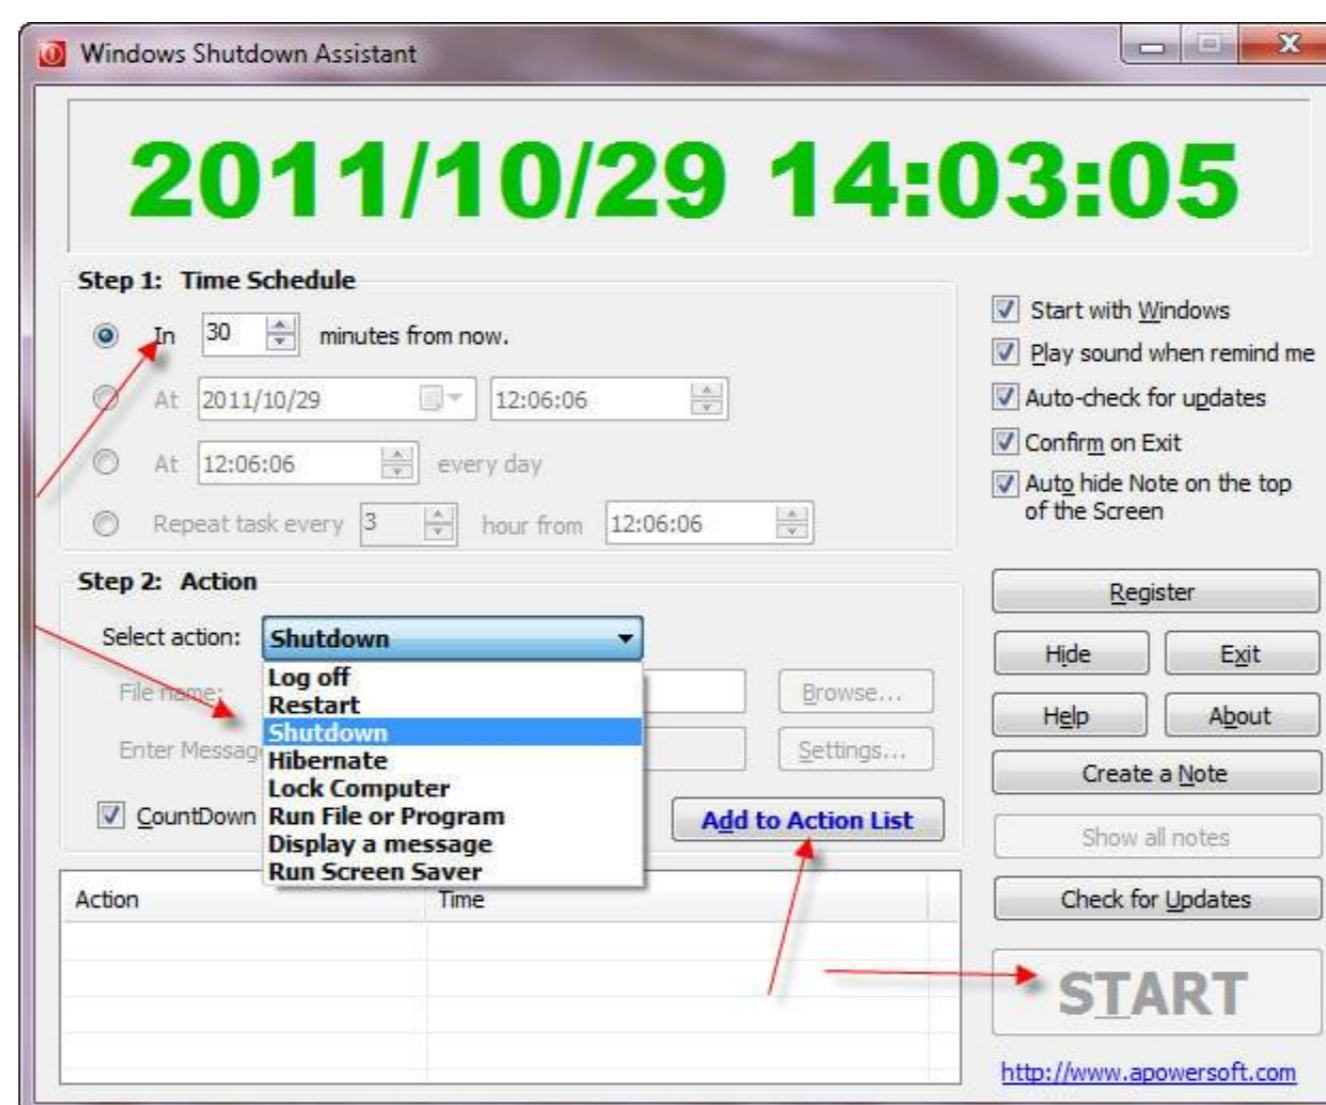 Windows Shutdown Assistant
2011/10/29 14:03:05
Step 1: Time Schedule
In 30 minutes from now.
At 2011/10/29 12:06:06
At 12:06:06 every day
Repeat task every 3 hour from 12:06:06
Start with Windows
Play sound when remind me
Auto-check for updates
Confirm on Exit
Auto hide Note on the top
of the Screen
Step 2: Action
Select action: Shutdown
File name:
Browse...
Enter Messag
Settings...
CountDown
Log off
Restart
Shutdown
Hibernate
Lock Computer
Run File or Program
Display a message
Run Screen Saver
Add to Action List
Action Time
Register
Hide Exit
Help About
Create a Note
Show all notes
Check for Updates
START
http://www.apowersoft.com